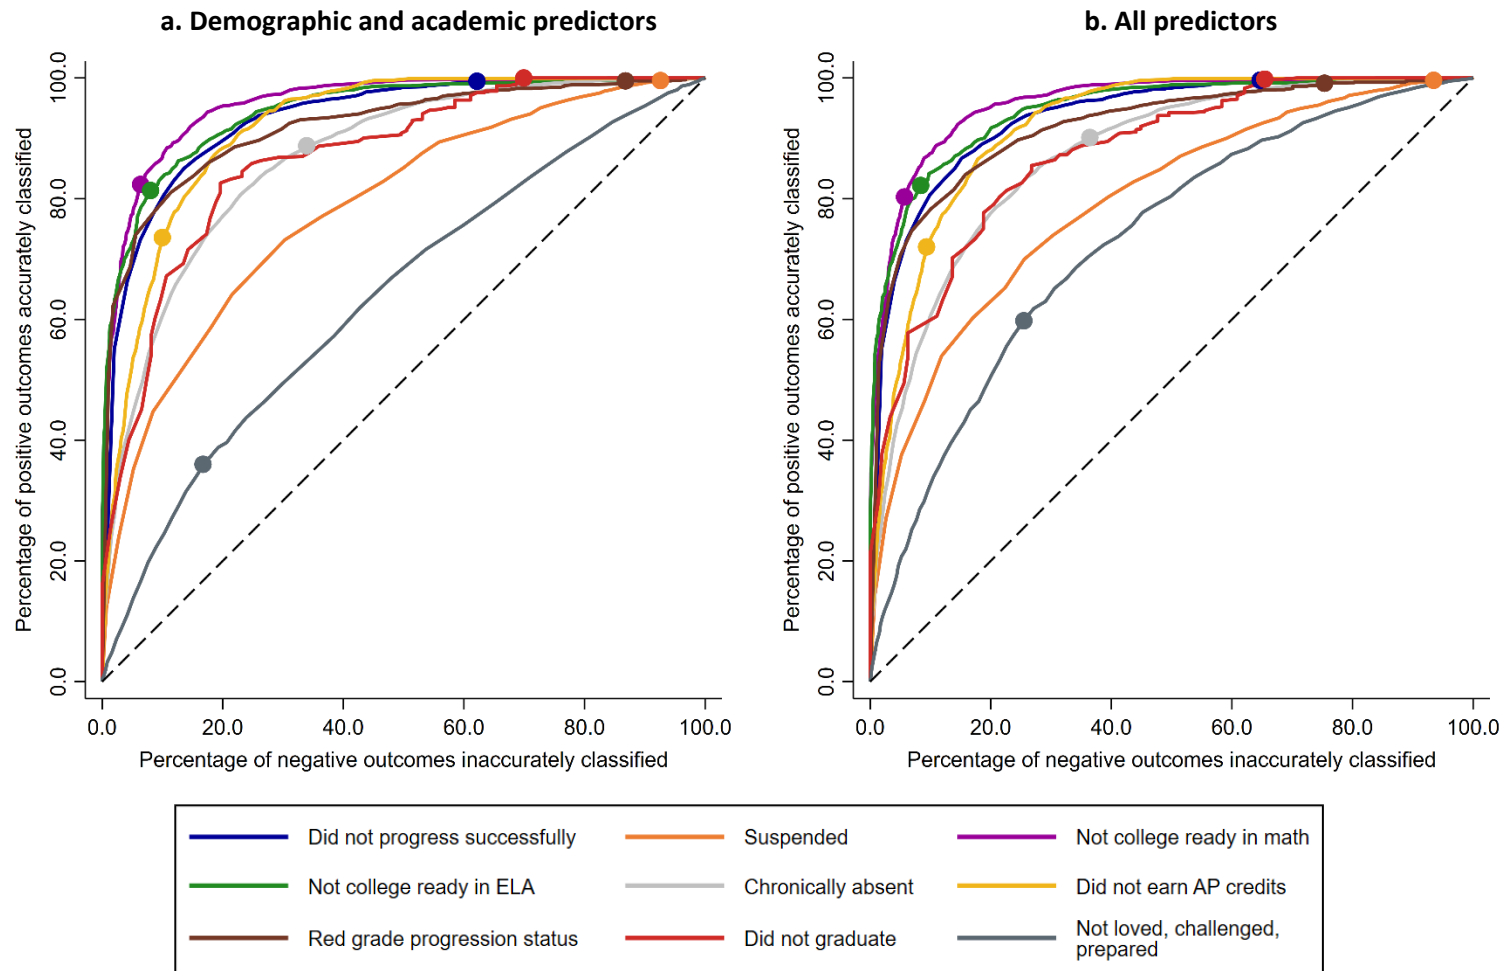 a. Demographic and academic predictors
b. All predictors
Percentage of positive outcomes accurately classified
100.0
80.0
60.0
40.0
20.0
0.0
0.0 20.0 40.0 60.0 80.0 100.0
Percentage of negative outcomes inaccurately classified
Percentage of positive outcomes accurately classified
100.0
80.0
60.0
40.0
20.0
0.0
0.0 20.0 40.0 60.0 80.0 100.0
Percentage of negative outcomes inaccurately classified
Did not progress successfully
Suspended
Not college ready in math
Not college ready in ELA
Chronically absent
Did not earn AP credits
Red grade progression status
Did not graduate
Not loved, challenged,
prepared